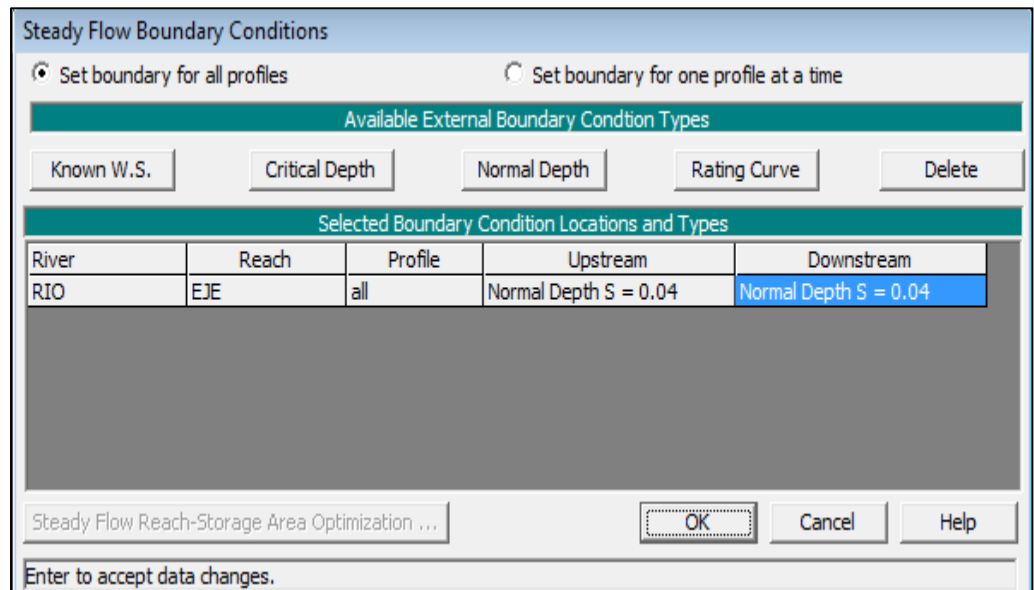 Steady Flow Boundary Conditions
Set boundary for all profiles Set boundary for one profile at a time
Available External Boundary Condtion Types
Known W.S. Critical Depth Normal Depth Rating Curve Delete
Selected Boundary Condition Locations and Types
River Reach Profile Upstream Downstream
RIO EJE all Normal Depth S = 0.04 Normal Depth S = 0.04
Steady Flow Reach-Storage Area Optimization ... OK Cancel Help
Enter to accept data changes.